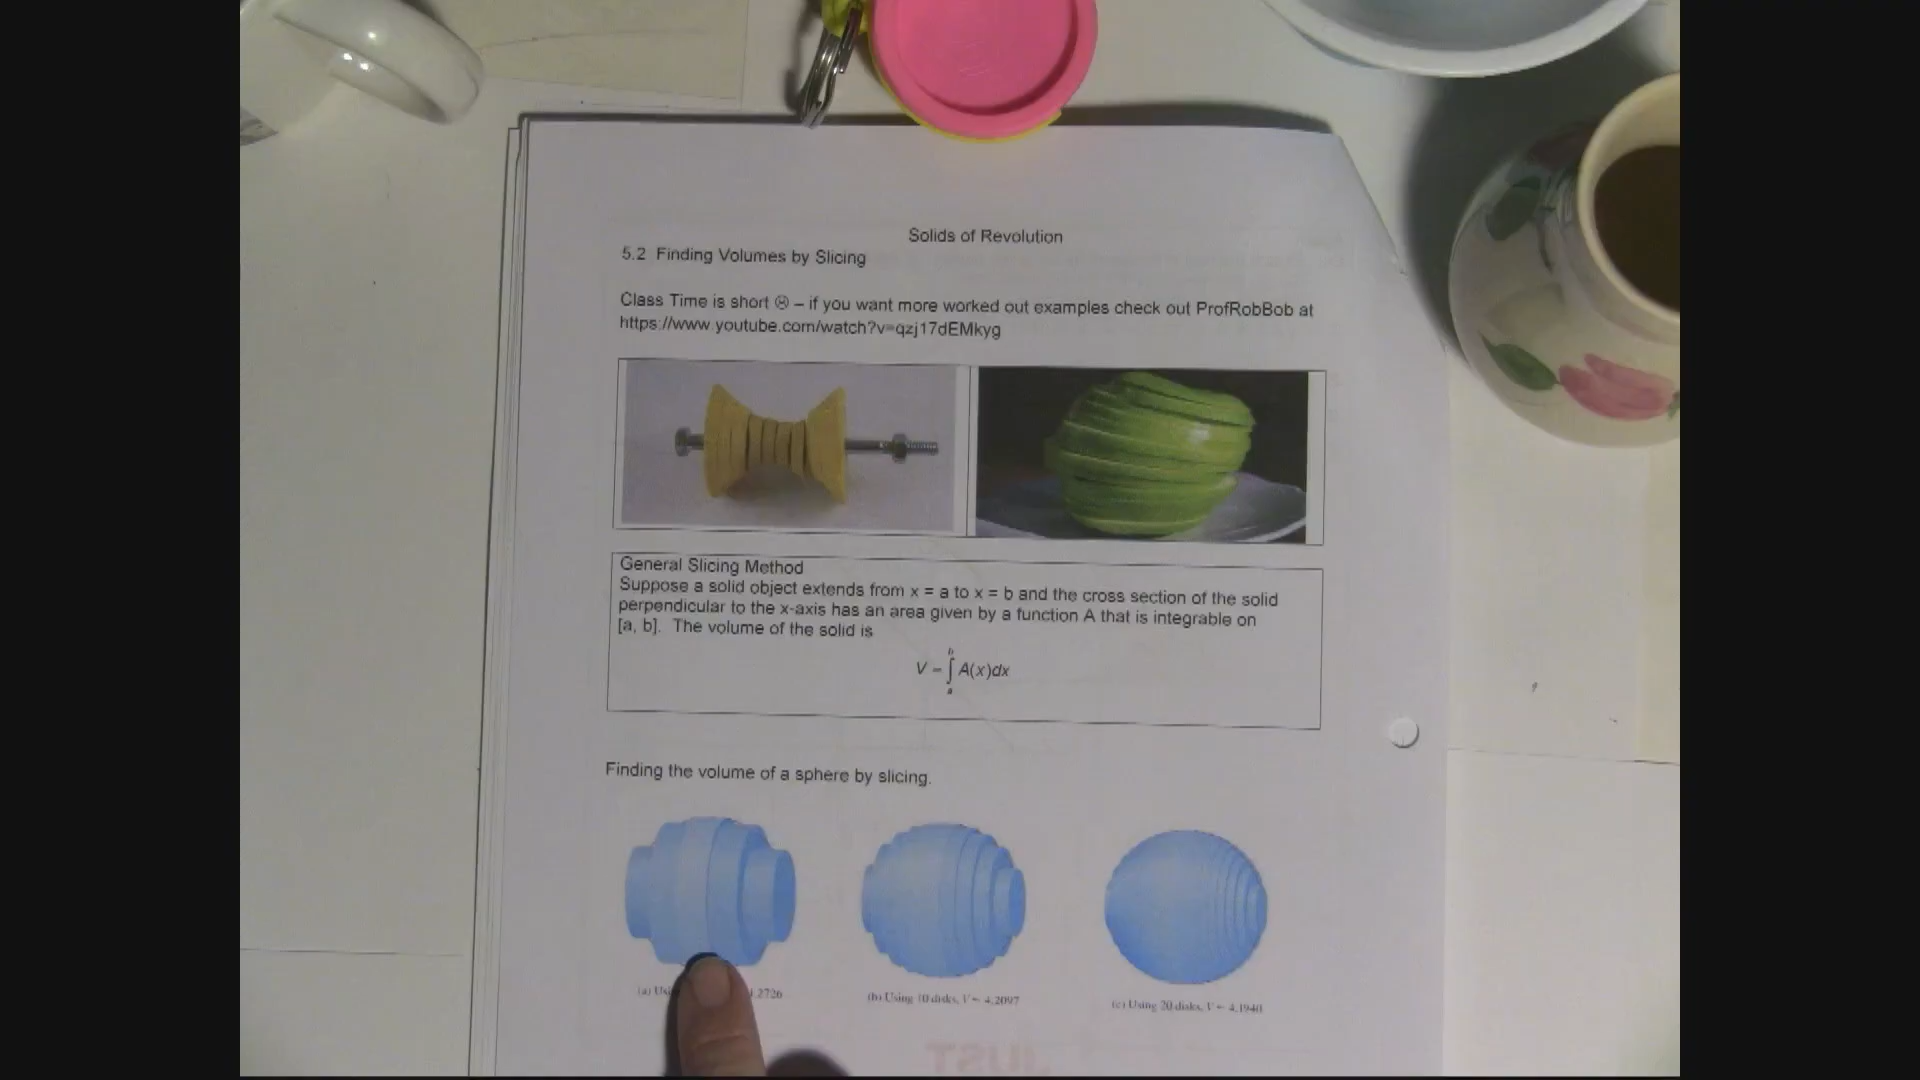 Solids of Revolution
5.2 Finding Volumes by Slicing
Class Time is short ☹ – if you want more worked out examples check out ProfRobBob at
https://www.youtube.com/watch?v=qzj17dEMkyg
General Slicing Method
Suppose a solid object extends from x = a to x = b and the cross section of the solid
perpendicular to the x-axis has an area given by a function A that is integrable on
[a, b]. The volume of the solid is
V = ∫ₐᵇ A(x)dx
Finding the volume of a sphere by slicing.
(a) .2726
(b) Using 10 disks, V ≈ 4.2097
(c) Using 20 disks, V ≈ 4.1940
JUST